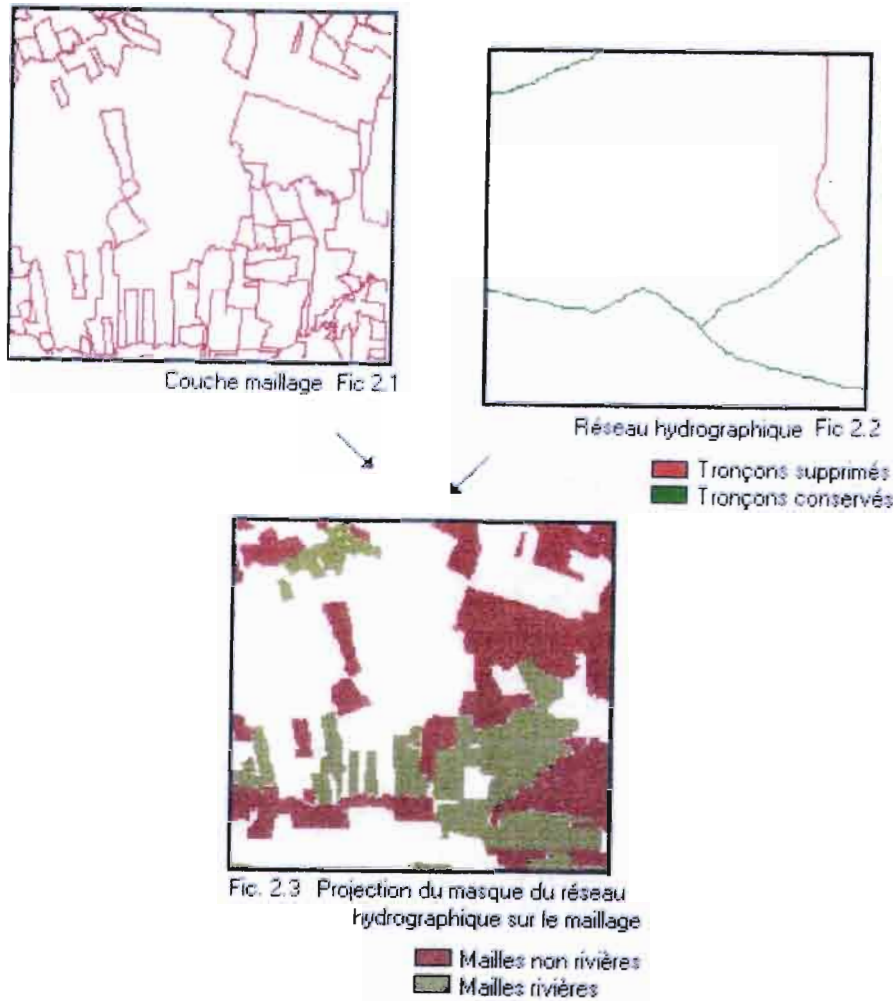 Couche maillage Fic 2.1
Réseau hydrographique Fic 2.2
Tronçons supprimés
Tronçons conservés
Fic. 2.3 Projection du masque du réseau
hydrographique sur le maillage
Mailles non rivières
Mailles rivières